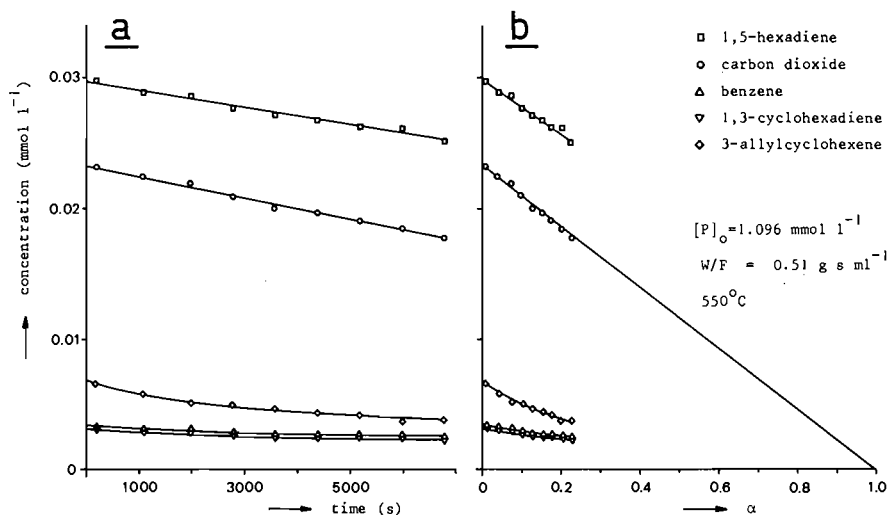 a
b
□ 1,5-hexadiene
○ carbon dioxide
△ benzene
▽ 1,3-cyclohexadiene
◇ 3-allylcyclohexene
[P]₀=1.096 mmol l⁻¹
W/F = 0.51 g s ml⁻¹
550°C
concentration (mmol l⁻¹)
0.03
0.02
0.01
0
1000 3000 5000
time (s)
0 0.2 0.4 0.6 0.8 1.0
α